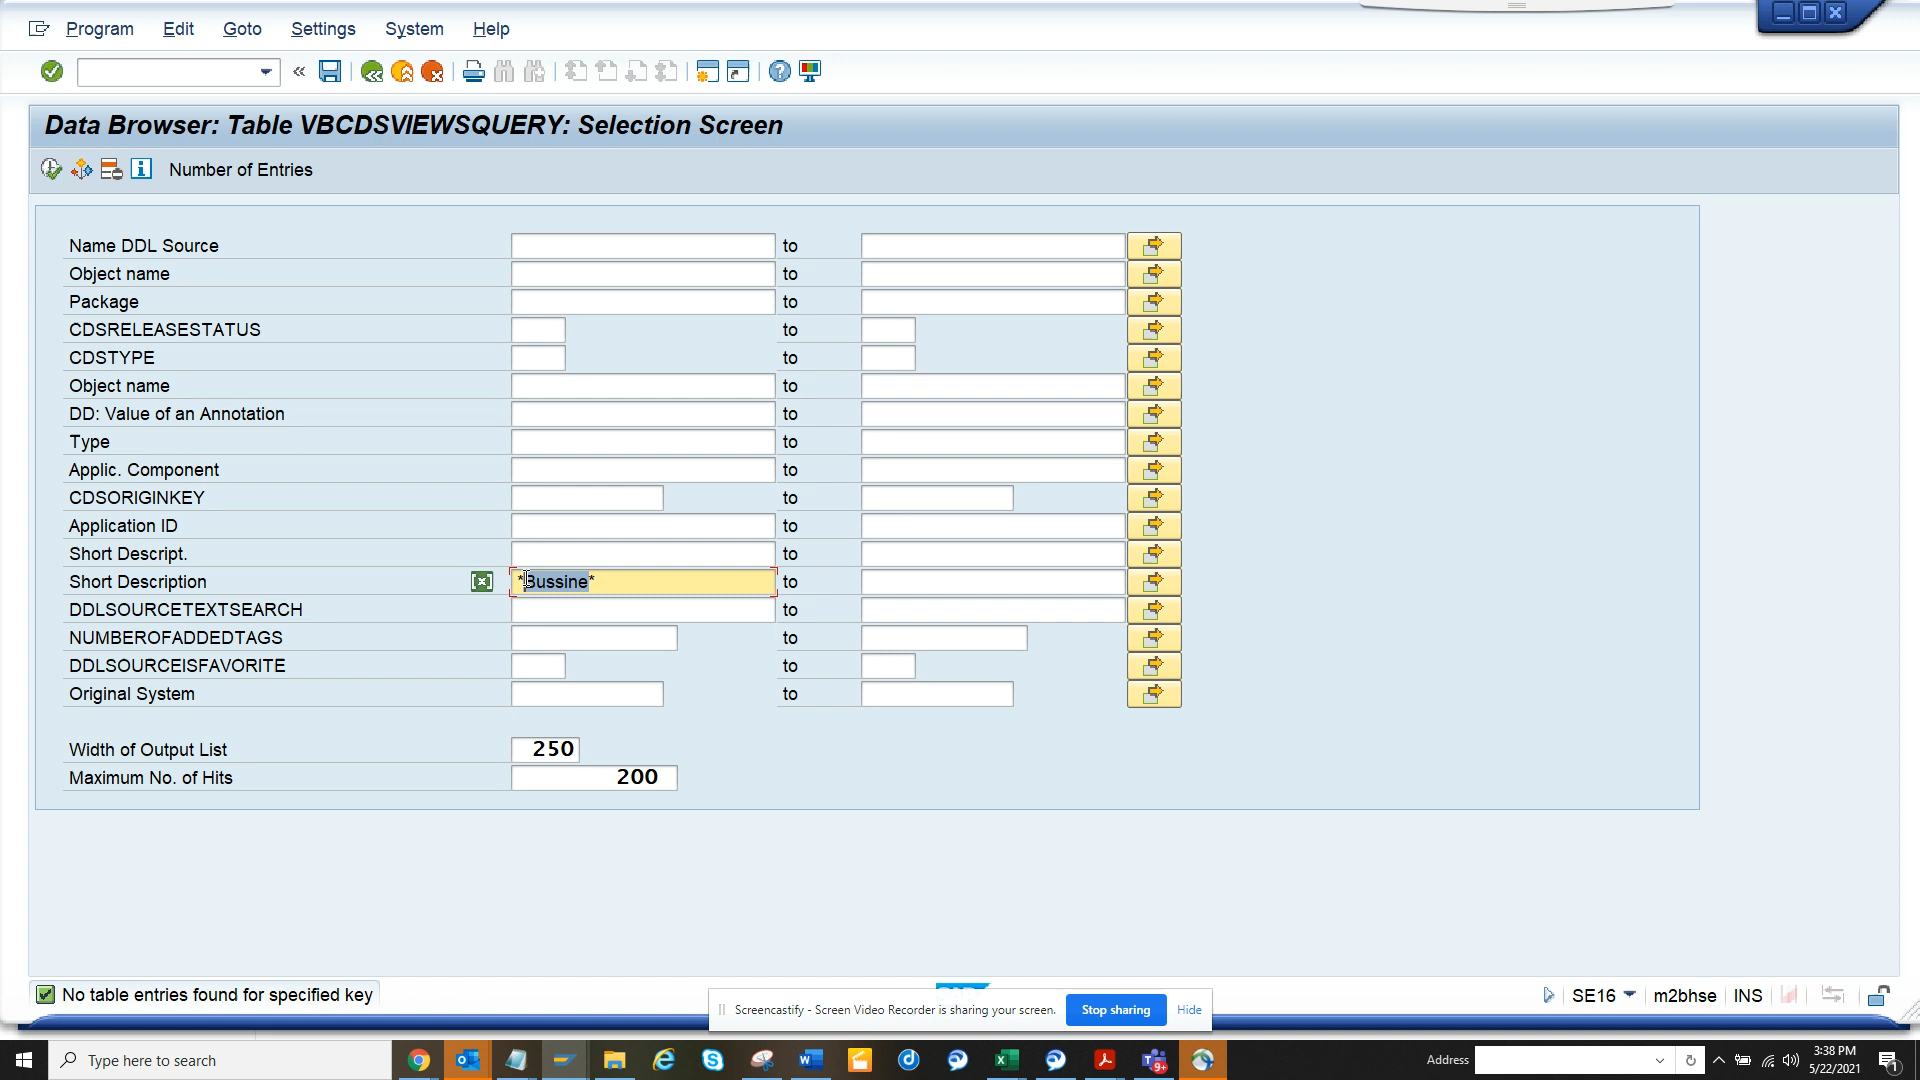 Program Edit Goto Settings System Help
Data Browser: Table VBCDSVIEWSQUERY: Selection Screen
Number of Entries
Name DDL Source to
Object name to
Package to
CDSRELEASESTATUS to
CDSTYPE to
Object name to
DD: Value of an Annotation to
Type to
Applic. Component to
CDSORIGINKEY to
Application ID to
Short Descript. to
Short Description *Bussine* to
DDLSOURCETEXTSEARCH to
NUMBEROFADDEDTAGS to
DDLSOURCEISFAVORITE to
Original System to
Width of Output List 250
Maximum No. of Hits 200
No table entries found for specified key
SE16 m2bhse INS
Screencastify - Screen Video Recorder is sharing your screen. Stop sharing Hide
Type here to search
9+
Address
3:38 PM
5/22/2021
1